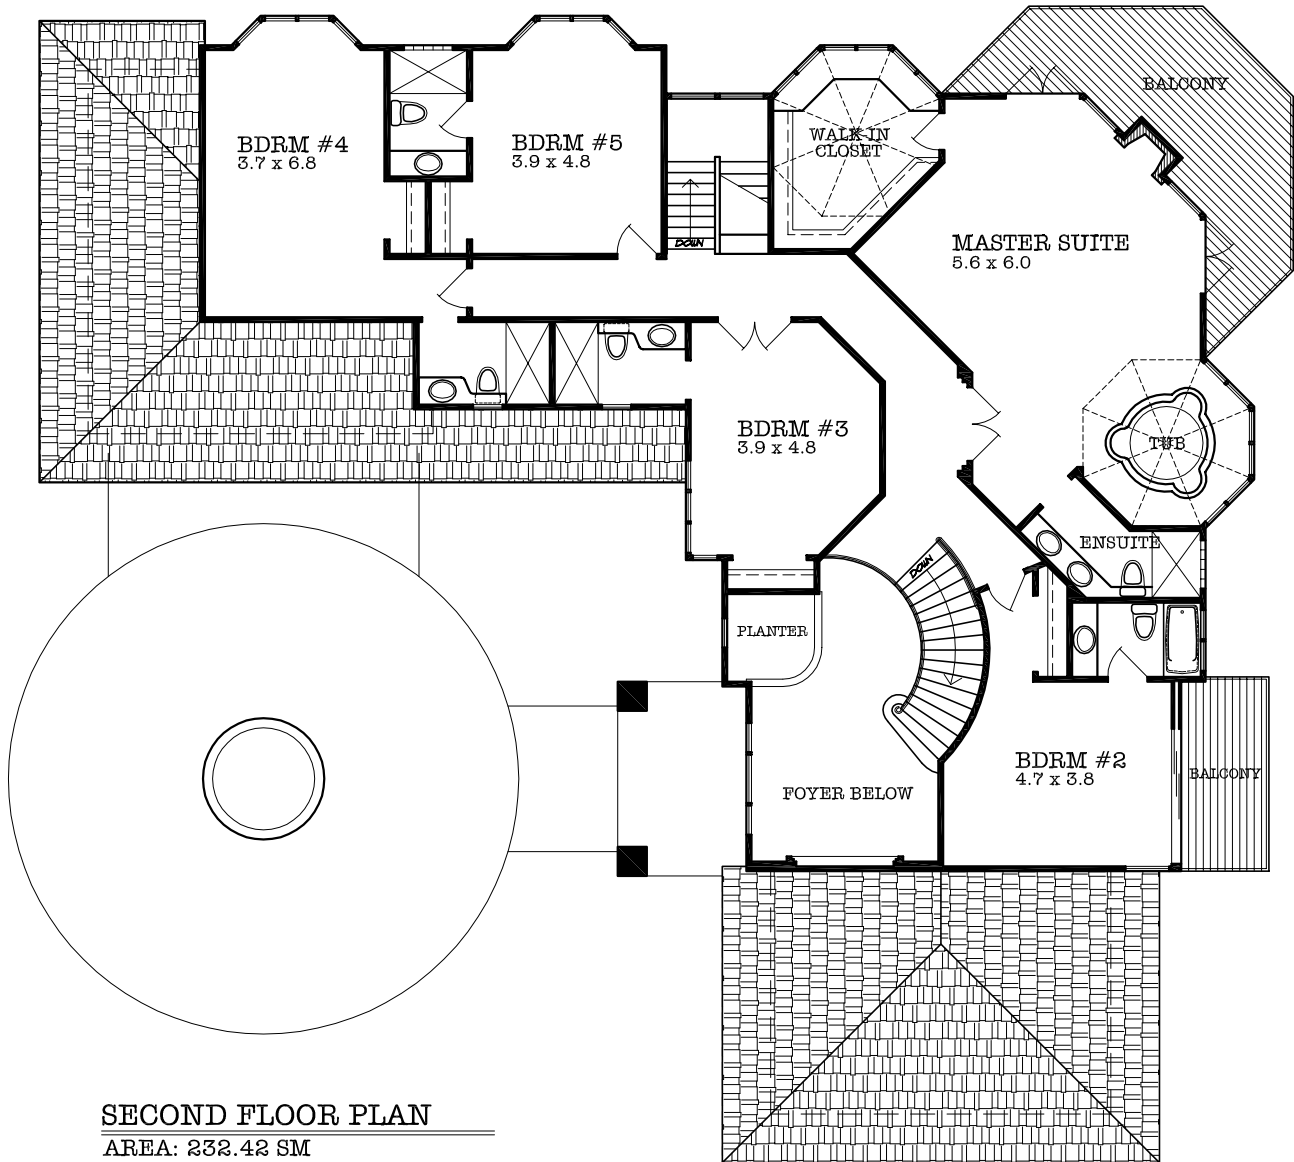 BALCONY
BDRM #4
3.7 x 6.8
BDRM #5
3.9 x 4.8
WALK-IN
CLOSET
DOWN
MASTER SUITE
5.6 x 6.0
BDRM #3
3.9 x 4.8
TUB
ENSUITE
DOWN
PLANTER
BDRM #2
4.7 x 3.8
BALCONY
FOYER BELOW
SECOND FLOOR PLAN
AREA: 232.42 SM